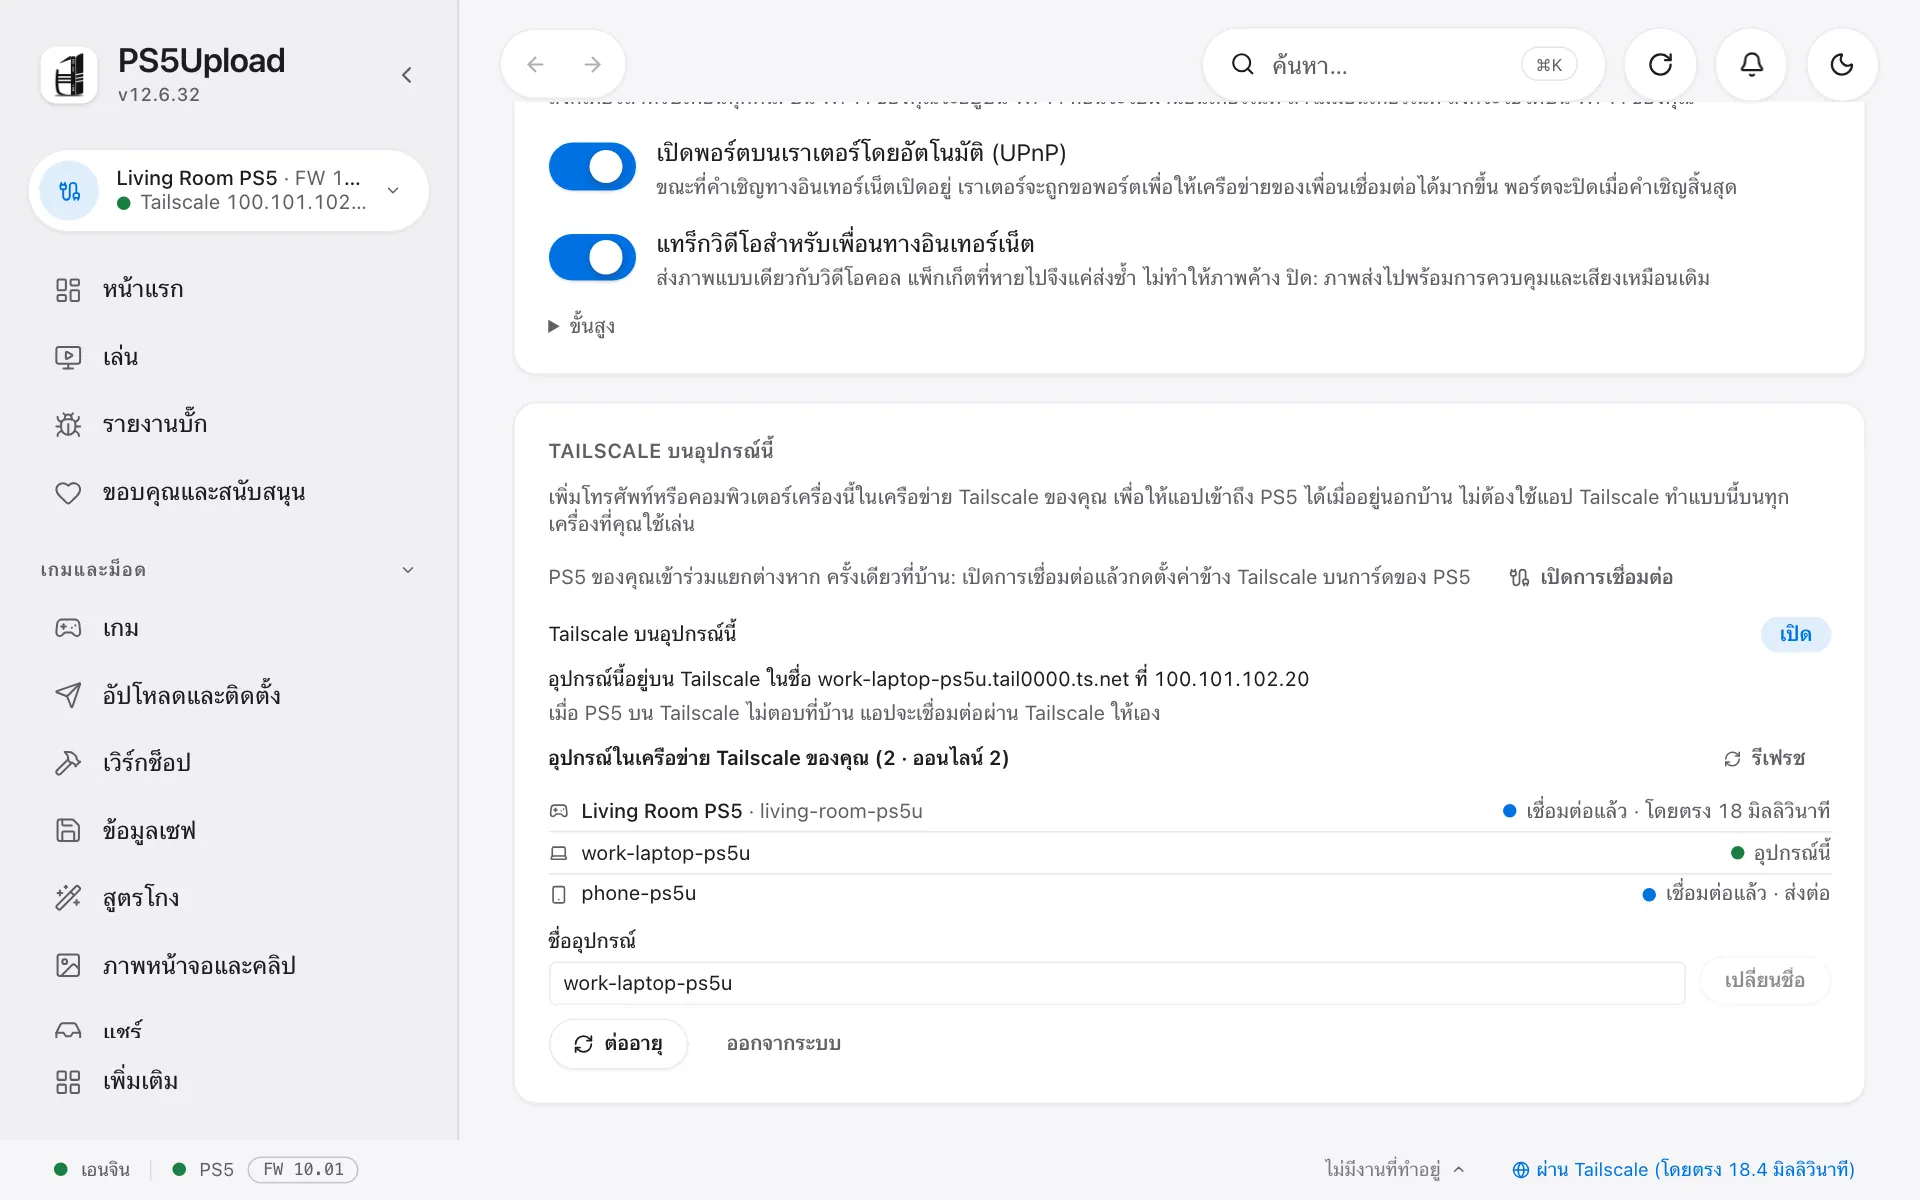 PS5Upload
v12.6.32
Living Room PS5 · FW 1...
Tailscale 100.101.102...
หน้าแรก
เล่น
รายงานบั๊ก
ขอบคุณและสนับสนุน
เกมและม็อด
เกม
อัปโหลดและติดตั้ง
เวิร์กช็อป
ข้อมูลเซฟ
สูตรโกง
ภาพหน้าจอและคลิป
แชร์
เพิ่มเติม
ค้นหา...
⌘K
เปิดพอร์ตบนเราเตอร์โดยอัตโนมัติ (UPnP)
ขณะที่คำเชิญทางอินเทอร์เน็ตเปิดอยู่ เราเตอร์จะถูกขอพอร์ตเพื่อให้เครือข่ายของเพื่อนเชื่อมต่อได้มากขึ้น พอร์ตจะปิดเมื่อคำเชิญสิ้นสุด
แทร็กวิดีโอสำหรับเพื่อนทางอินเทอร์เน็ต
ส่งภาพแบบเดียวกับวิดีโอคอล แพ็กเก็ตที่หายไปจึงแค่ส่งซ้ำ ไม่ทำให้ภาพค้าง ปิด: ภาพส่งไปพร้อมการควบคุมและเสียงเหมือนเดิม
ขั้นสูง
TAILSCALE บนอุปกรณ์นี้
เพิ่มโทรศัพท์หรือคอมพิวเตอร์เครื่องนี้ในเครือข่าย Tailscale ของคุณ เพื่อให้แอปเข้าถึง PS5 ได้เมื่ออยู่นอกบ้าน ไม่ต้องใช้แอป Tailscale ทำแบบนี้บนทุก
เครื่องที่คุณใช้เล่น
PS5 ของคุณเข้าร่วมแยกต่างหาก ครั้งเดียวที่บ้าน: เปิดการเชื่อมต่อแล้วกดตั้งค่าข้าง Tailscale บนการ์ดของ PS5
เปิดการเชื่อมต่อ
Tailscale บนอุปกรณ์นี้
เปิด
อุปกรณ์นี้อยู่บน Tailscale ในชื่อ work-laptop-ps5u.tail0000.ts.net ที่ 100.101.102.20
เมื่อ PS5 บน Tailscale ไม่ตอบที่บ้าน แอปจะเชื่อมต่อผ่าน Tailscale ให้เอง
อุปกรณ์ในเครือข่าย Tailscale ของคุณ (2 · ออนไลน์ 2)
รีเฟรช
Living Room PS5 · living-room-ps5u
เชื่อมต่อแล้ว · โดยตรง 18 มิลลิวินาที
work-laptop-ps5u
อุปกรณ์นี้
phone-ps5u
เชื่อมต่อแล้ว · ส่งต่อ
ชื่ออุปกรณ์
work-laptop-ps5u
เปลี่ยนชื่อ
ต่ออายุ
ออกจากระบบ
เอนจิน
PS5
FW 10.01
ไม่มีงานที่ทำอยู่
ผ่าน Tailscale (โดยตรง 18.4 มิลลิวินาที)